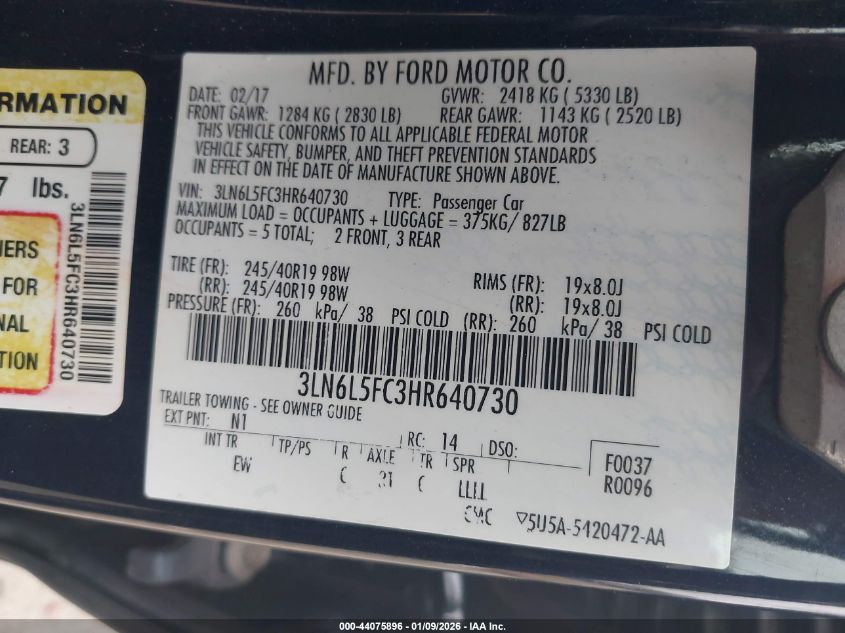 RMATION
REAR: 3
7 lbs.
IERS
FOR
NAL
TION
3LN6L5FC3HR640730
MFD. BY FORD MOTOR CO.
DATE: 02/17 GVWR: 2418 KG ( 5330 LB)
FRONT GAWR: 1284 KG ( 2830 LB) REAR GAWR: 1143 KG ( 2520 LB)
THIS VEHICLE CONFORMS TO ALL APPLICABLE FEDERAL MOTOR
VEHICLE SAFETY, BUMPER, AND THEFT PREVENTION STANDARDS
IN EFFECT ON THE DATE OF MANUFACTURE SHOWN ABOVE.
VIN: 3LN6L5FC3HR640730 TYPE: Passenger Car
MAXIMUM LOAD = OCCUPANTS + LUGGAGE = 375KG/ 827LB
OCCUPANTS = 5 TOTAL; 2 FRONT, 3 REAR
TIRE (FR): 245/40R19 98W RIMS (FR): 19x8.0J
(RR): 245/40R19 98W (RR): 19x8.0J
PRESSURE (FR): 260 kPa/ 38 PSI COLD (RR): 260 kPa/ 38 PSI COLD
3LN6L5FC3HR640730
TRAILER TOWING - SEE OWNER GUIDE
EXT PNT: N1 RC: 14 DSO:
INT TR TP/PS R AXLE TR SPR F0037
EW C C LLLL R0096
▽5U5A-5420472-AA
000-44075896 - 01/09/2026 - IAA Inc.